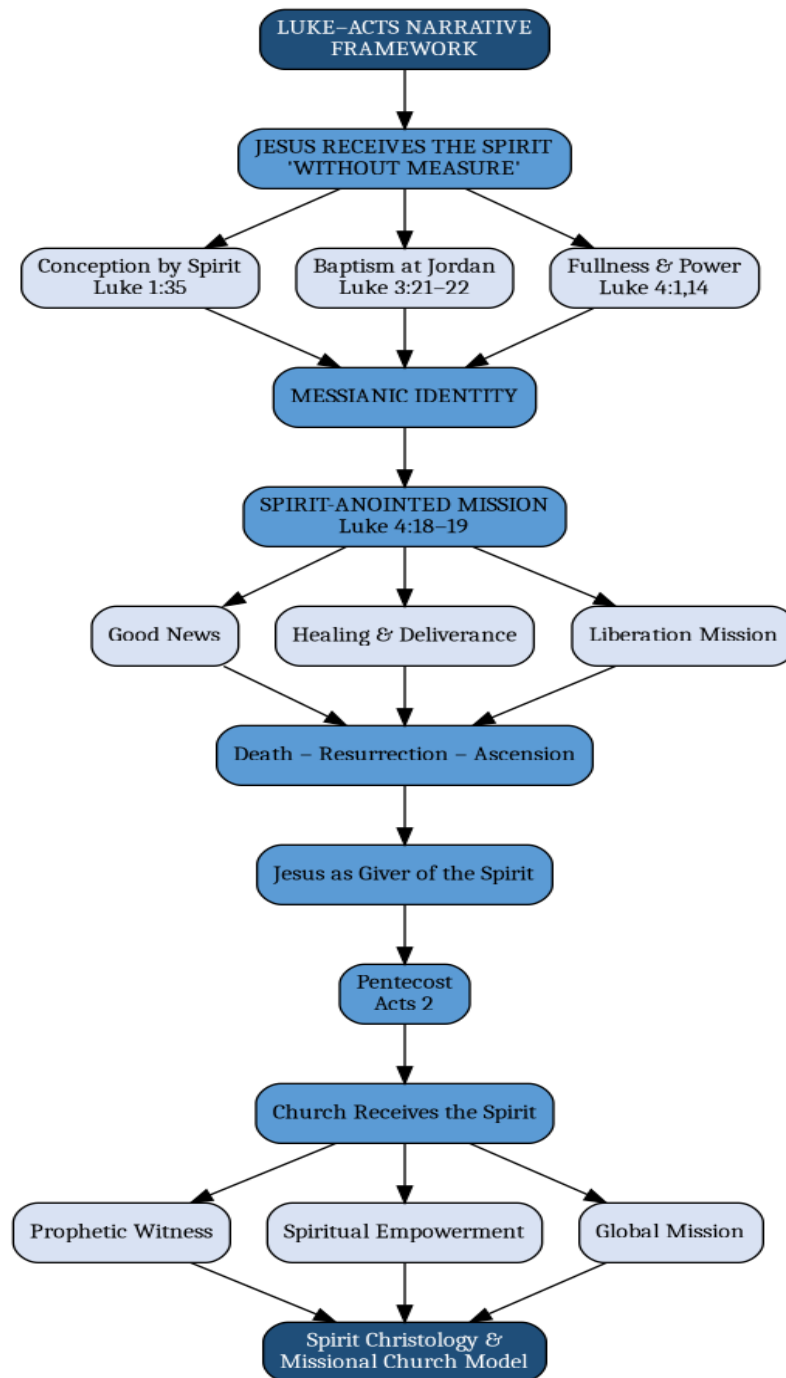 LUKE–ACTS NARRATIVE
FRAMEWORK
JESUS RECEIVES THE SPIRIT
'WITHOUT MEASURE'
Conception by Spirit
Luke 1:35
Baptism at Jordan
Luke 3:21–22
Fullness & Power
Luke 4:1,14
MESSIANIC IDENTITY
SPIRIT-ANOINTED MISSION
Luke 4:18–19
Good News
Healing & Deliverance
Liberation Mission
Death – Resurrection – Ascension
Jesus as Giver of the Spirit
Pentecost
Acts 2
Church Receives the Spirit
Prophetic Witness
Spiritual Empowerment
Global Mission
Spirit Christology &
Missional Church Model